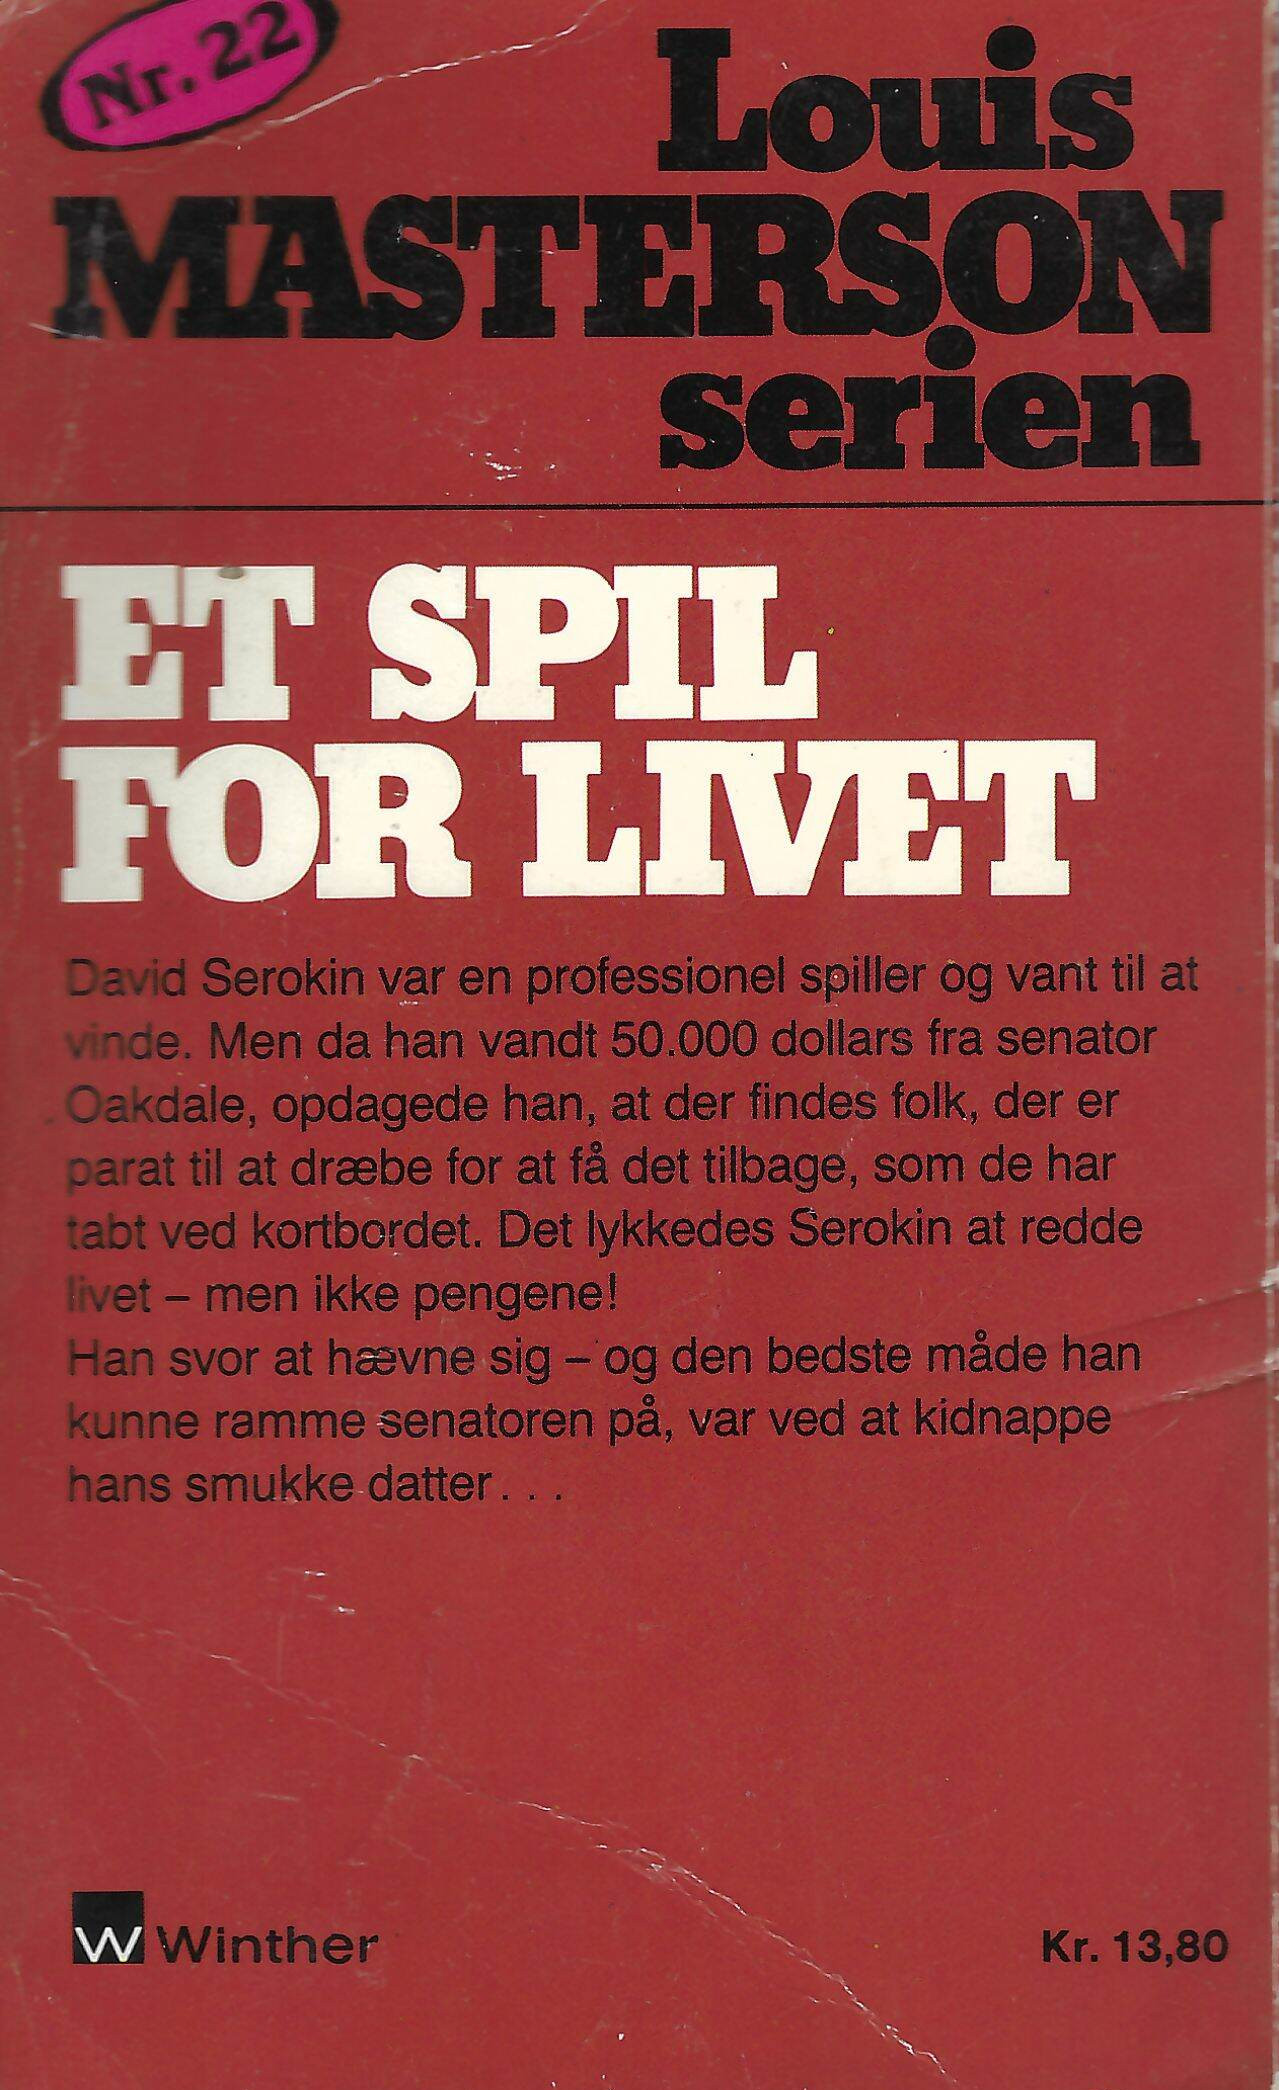 Nr. 22
Louis
MASTERSON
serien
ET SPIL
FOR LIVET
David Serokin var en professionel spiller og vant til at
vinde. Men da han vandt 50.000 dollars fra senator
Oakdale, opdagede han, at der findes folk, der er
parat til at dræbe for at få det tilbage, som de har
tabt ved kortbordet. Det lykkedes Serokin at redde
livet – men ikke pengene!
Han svor at hævne sig – og den bedste måde han
kunne ramme senatoren på, var ved at kidnappe
hans smukke datter . . .
W Winther
Kr. 13,80